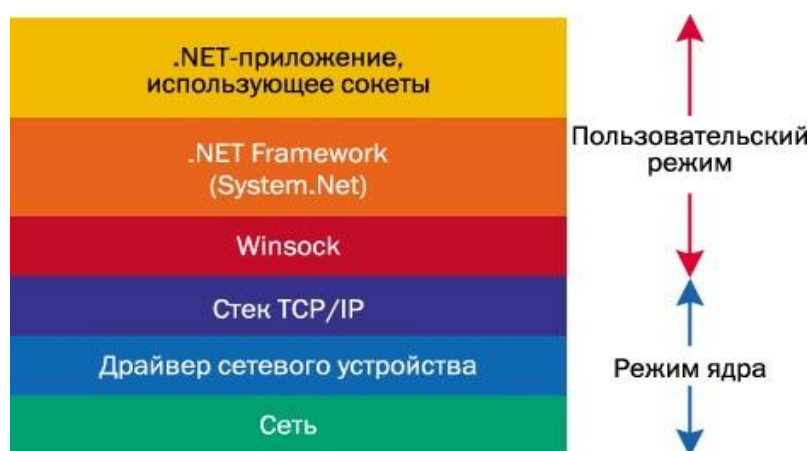 .NET-приложение,
использующее сокеты
.NET Framework
(System.Net)
Winsock
Стек TCP/IP
Драйвер сетевого устройства
Сеть
Пользовательский
режим
Режим ядра